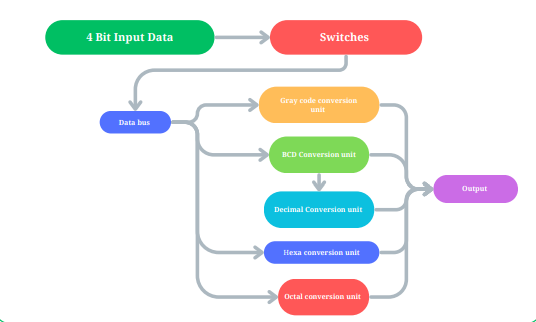 4 Bit Input Data
Switches
Data bus
Gray code conversion
unit
BCD Conversion unit
Decimal Conversion unit
Output
Hexa conversion unit
Octal conversion unit